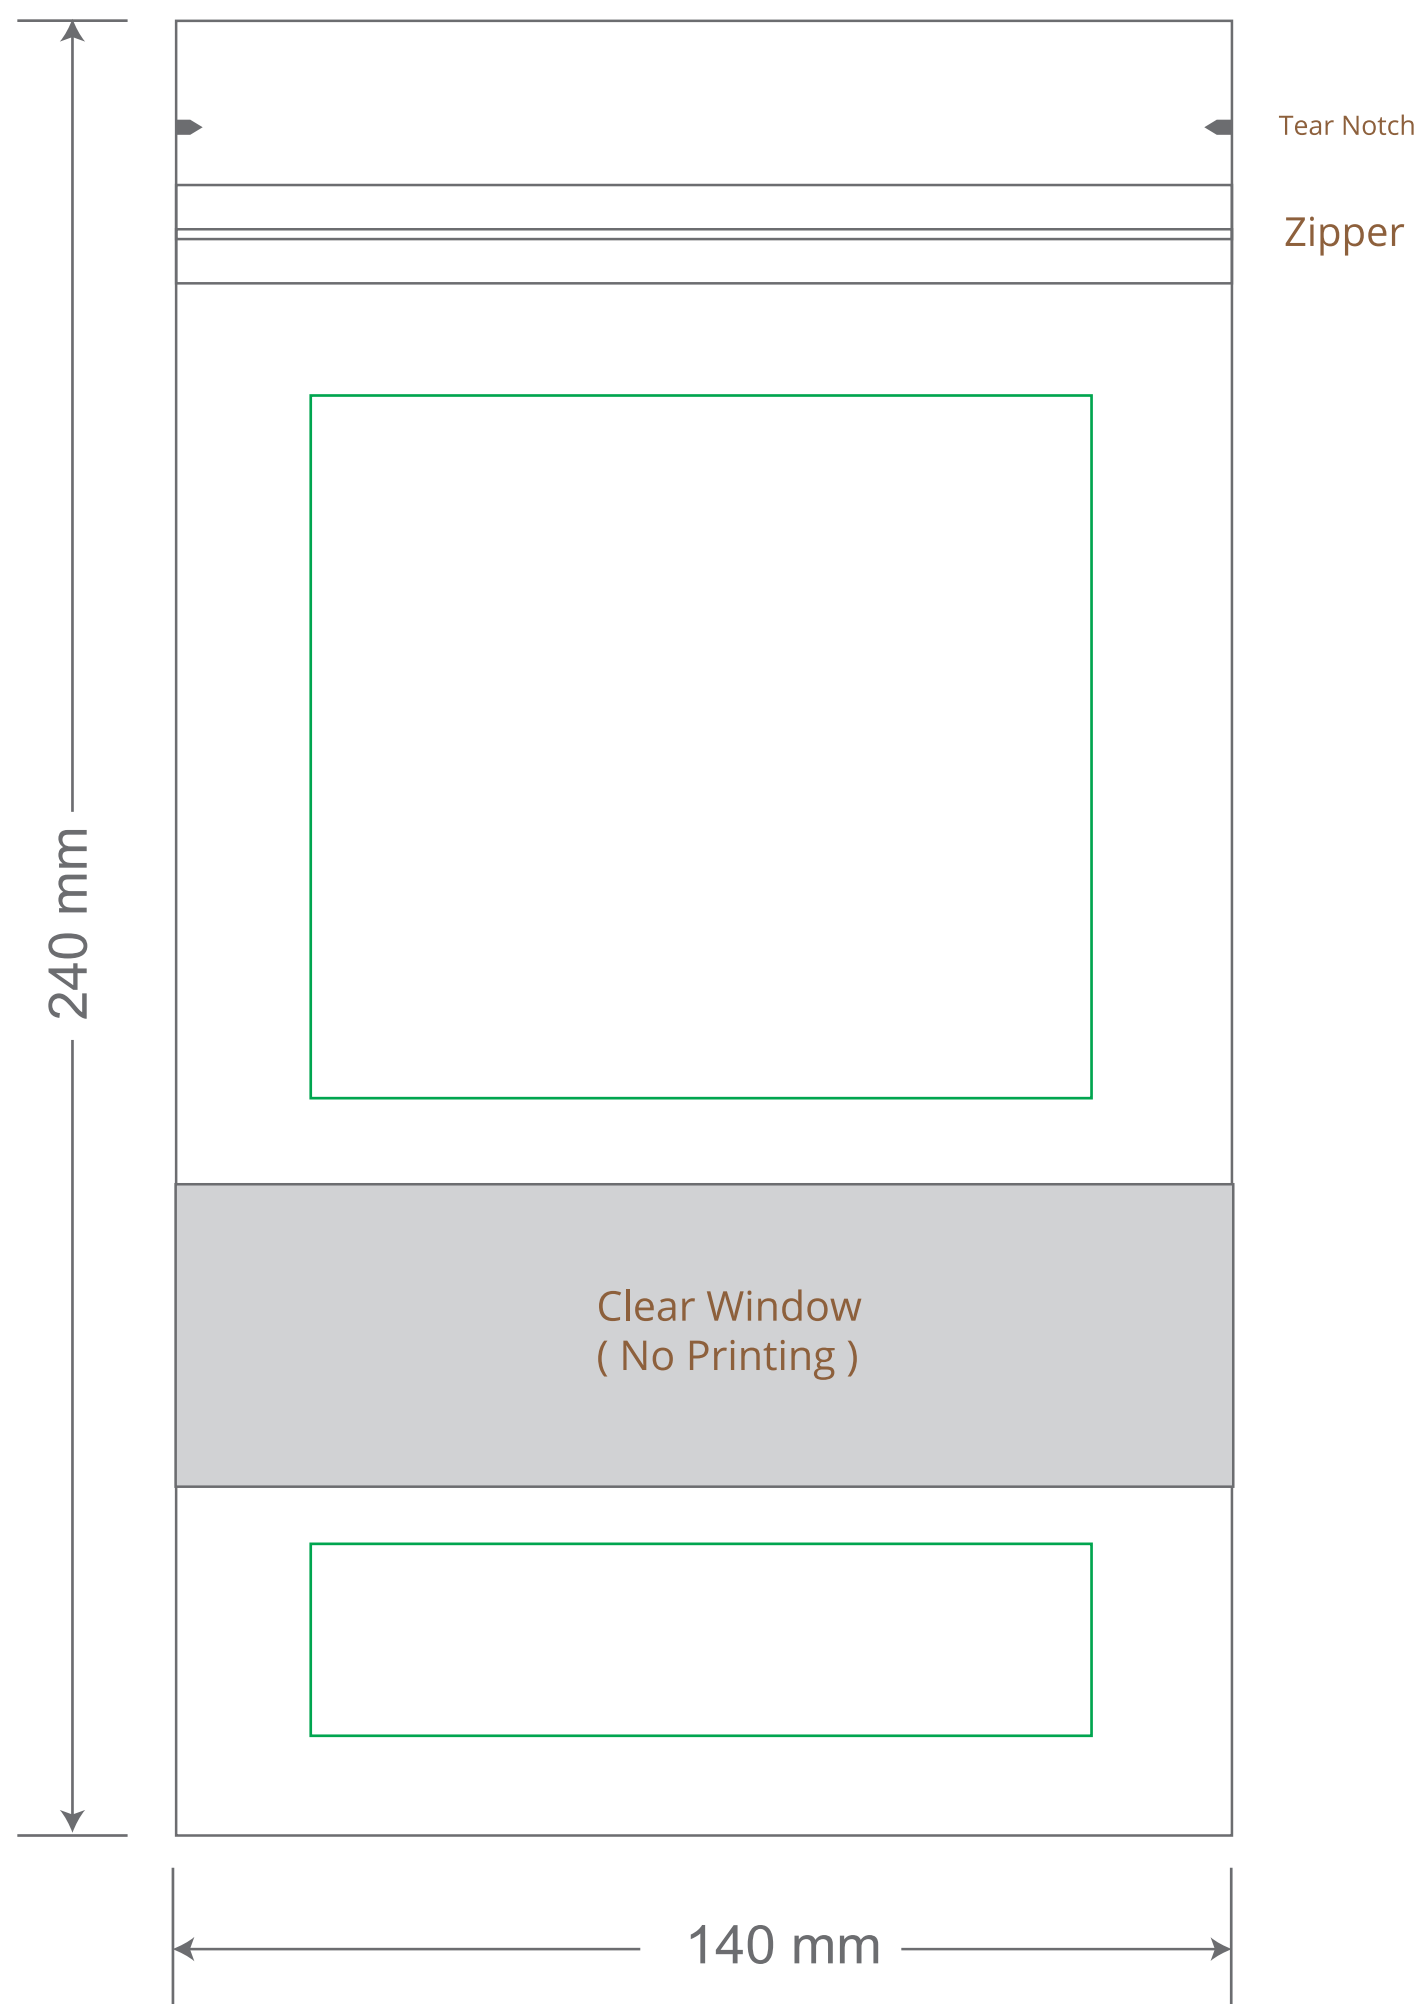 Tear Notch
Zipper
240 mm
Clear Window
( No Printing )
140 mm